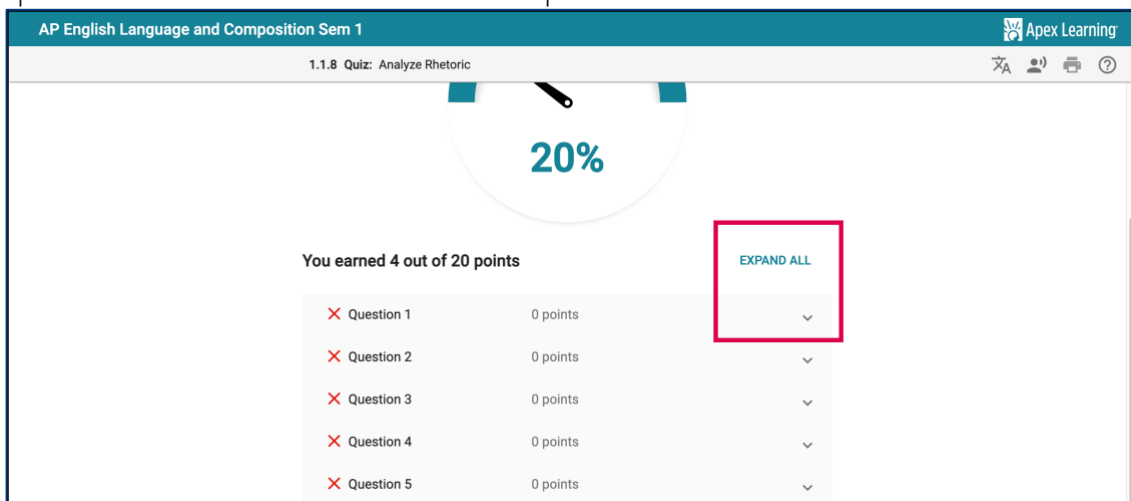 AP English Language and Composition Sem 1 Apex Learning
1.1.8 Quiz: Analyze Rhetoric
20%
You earned 4 out of 20 points EXPAND ALL
Question 1 0 points
Question 2 0 points
Question 3 0 points
Question 4 0 points
Question 5 0 points